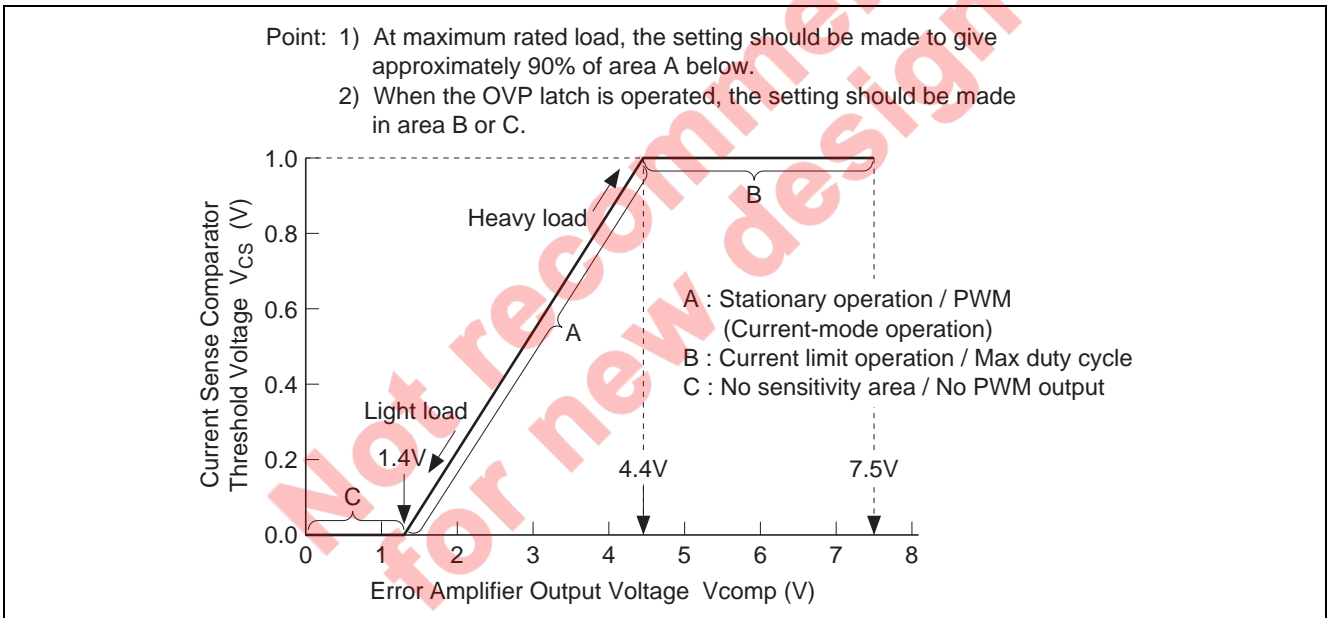 Point: 1) At maximum rated load, the setting should be made to give
approximately 90% of area A below.
2) When the OVP latch is operated, the setting should be made
in area B or C.
1.0
0.8
0.6
0.4
0.2
0.0
Current Sense Comparator
Threshold Voltage VCS (V)
Heavy load
Light load
A
B
C
1.4V
4.4V
7.5V
A : Stationary operation / PWM
(Current-mode operation)
B : Current limit operation / Max duty cycle
C : No sensitivity area / No PWM output
0 1 2 3 4 5 6 7 8
Error Amplifier Output Voltage Vcomp (V)
Not recomme
for new design